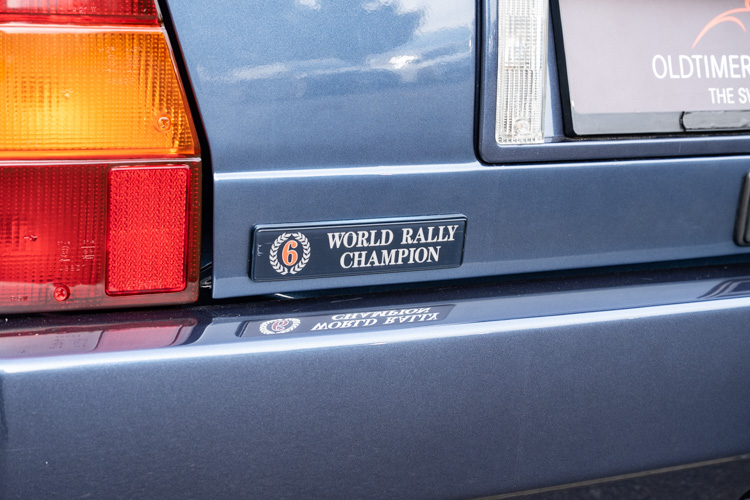 OLDTIMER
THE
6 WORLD RALLY
CHAMPION